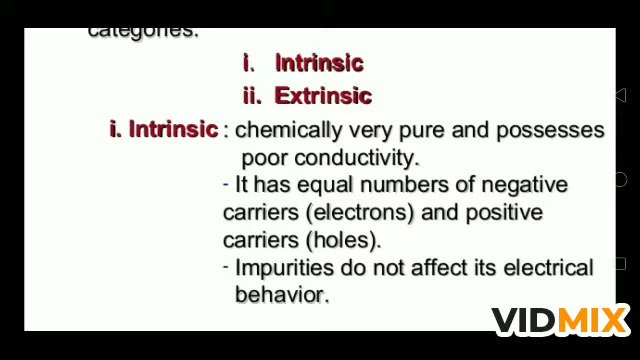 categories:
i. Intrinsic
ii. Extrinsic
i. Intrinsic : chemically very pure and possesses
poor conductivity.
- It has equal numbers of negative
carriers (electrons) and positive
carriers (holes).
- Impurities do not affect its electrical
behavior.
VIDMIX